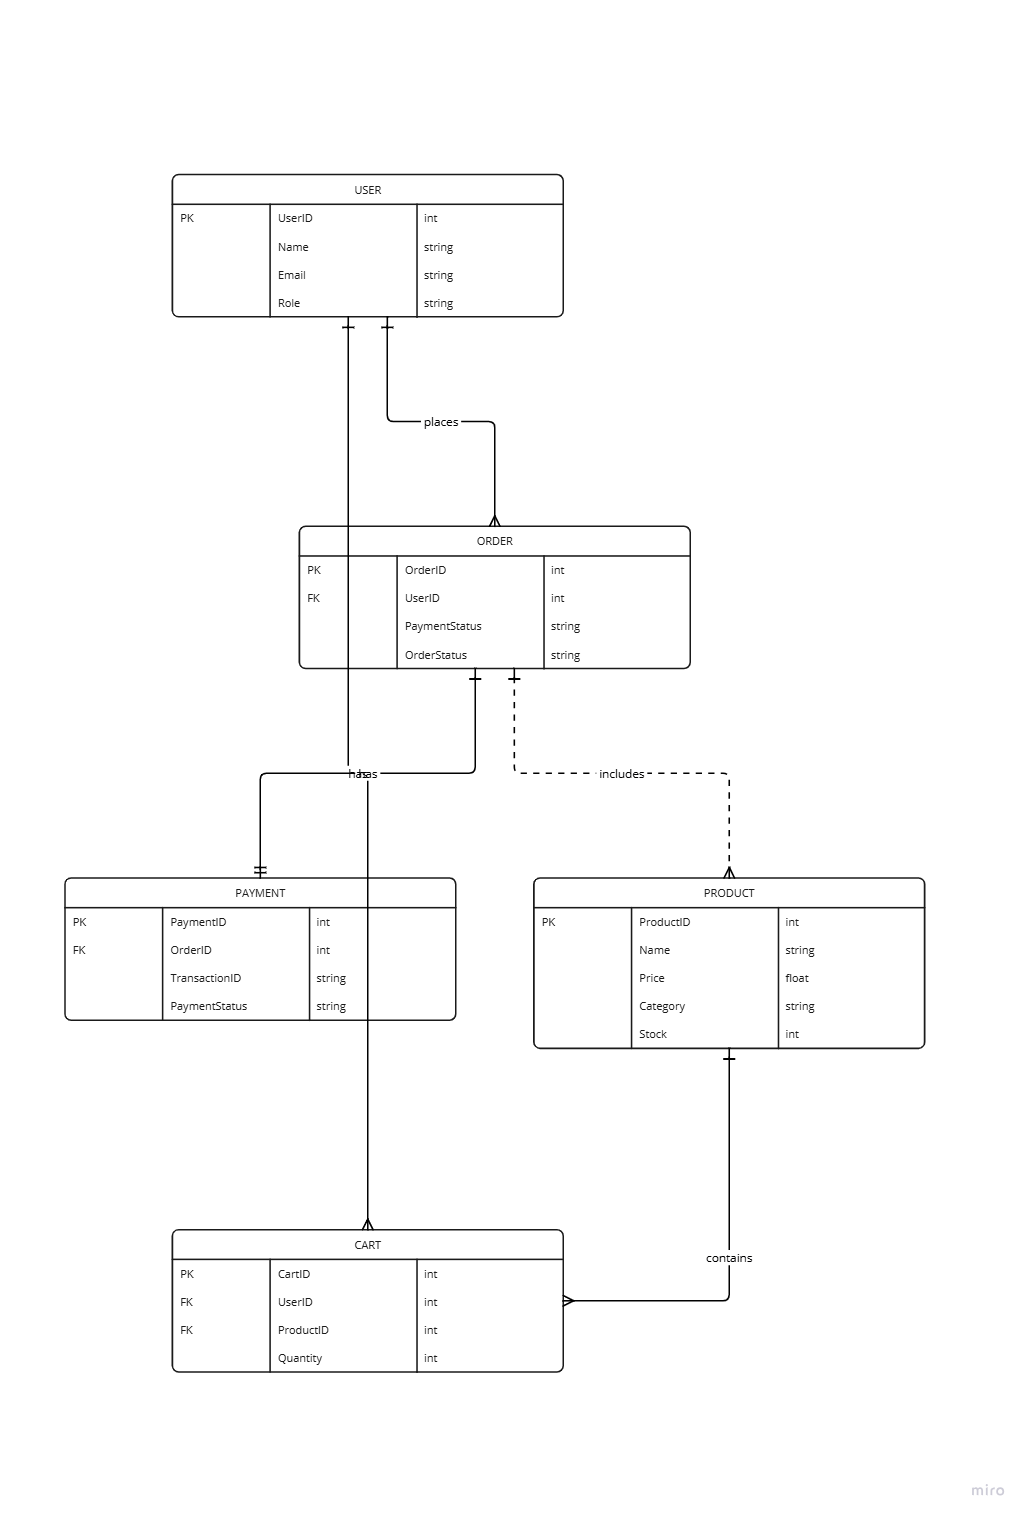 USER
PK UserID int
Name string
Email string
Role string
places
ORDER
PK OrderID int
FK UserID int
PaymentStatus string
OrderStatus string
has
has
includes
PAYMENT
PK PaymentID int
FK OrderID int
TransactionID string
PaymentStatus string
PRODUCT
PK ProductID int
Name string
Price float
Category string
Stock int
contains
CART
PK CartID int
FK UserID int
FK ProductID int
Quantity int
miro